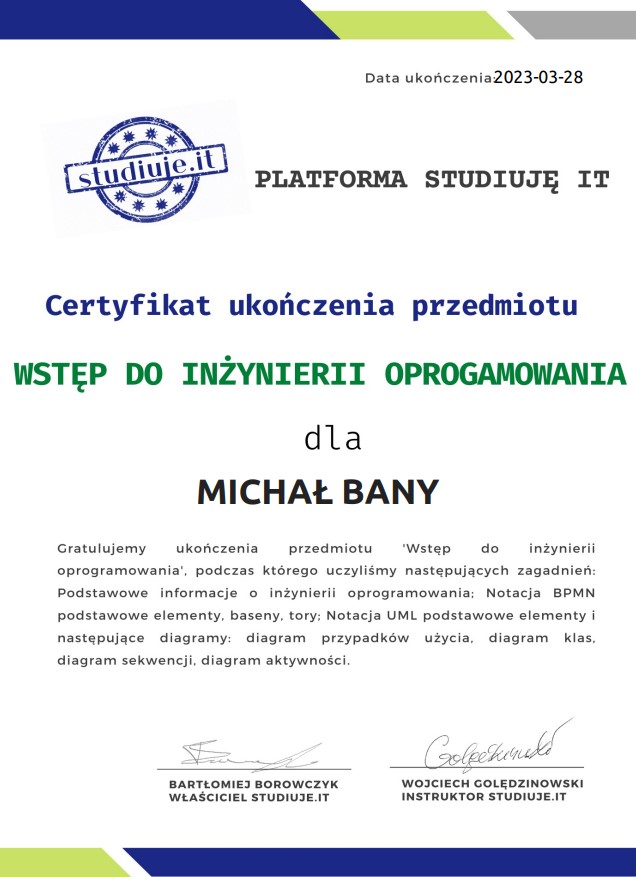 Data ukończenia2023-03-28
studiuje.it
PLATFORMA STUDIUJĘ IT
Certyfikat ukończenia przedmiotu
WSTĘP DO INŻYNIERII OPROGAMOWANIA
dla
MICHAŁ BANY
Gratulujemy ukończenia przedmiotu 'Wstęp do inżynierii
oprogramowania', podczas którego uczyliśmy następujących zagadnień:
Podstawowe informacje o inżynierii oprogramowania; Notacja BPMN
podstawowe elementy, baseny, tory; Notacja UML podstawowe elementy i
następujące diagramy: diagram przypadków użycia, diagram klas,
diagram sekwencji, diagram aktywności.
Golędzinowski
BARTŁOMIEJ BOROWCZYK
WŁAŚCICIEL STUDIUJE.IT
WOJCIECH GOLĘDZINOWSKI
INSTRUKTOR STUDIUJE.IT